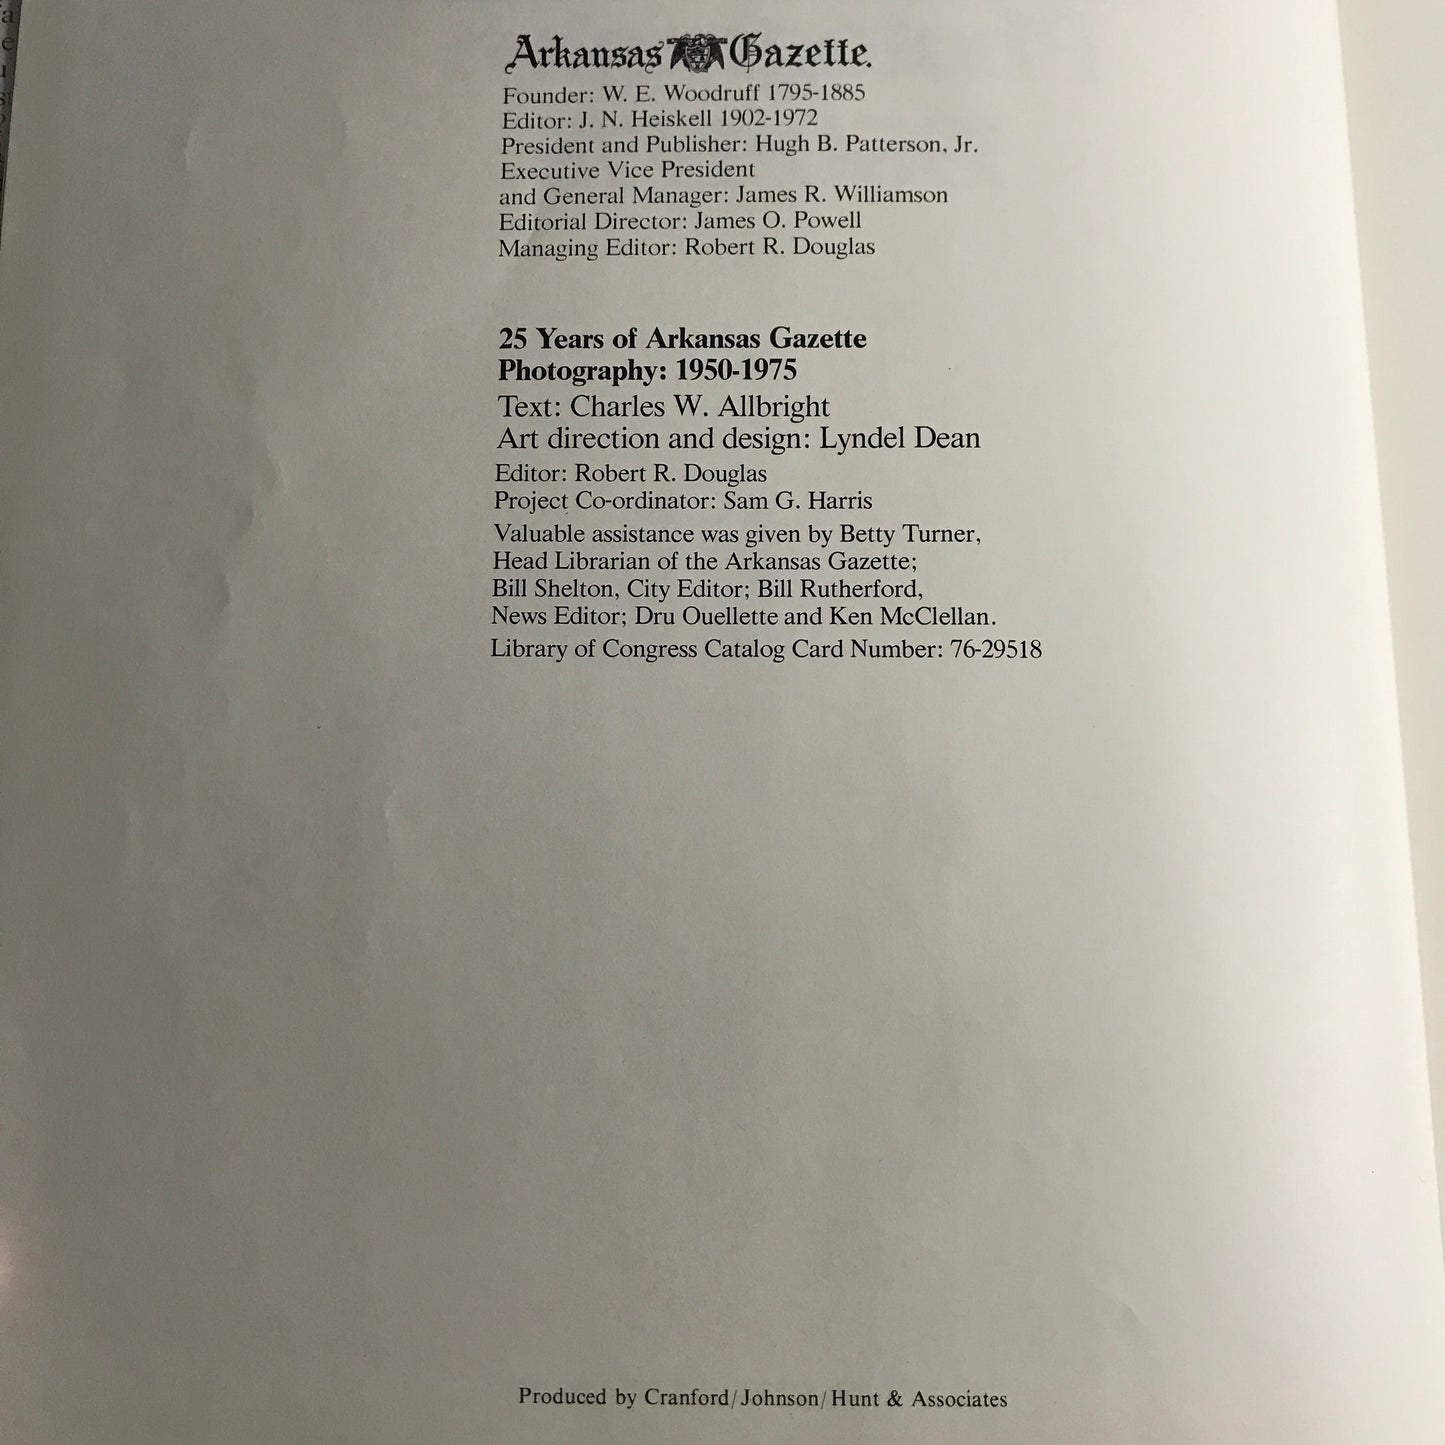 Arkansas Gazette.
Founder: W. E. Woodruff 1795-1885
Editor: J. N. Heiskell 1902-1972
President and Publisher: Hugh B. Patterson, Jr.
Executive Vice President
and General Manager: James R. Williamson
Editorial Director: James O. Powell
Managing Editor: Robert R. Douglas
25 Years of Arkansas Gazette
Photography: 1950-1975
Text: Charles W. Allbright
Art direction and design: Lyndel Dean
Editor: Robert R. Douglas
Project Co-ordinator: Sam G. Harris
Valuable assistance was given by Betty Turner,
Head Librarian of the Arkansas Gazette;
Bill Shelton, City Editor; Bill Rutherford,
News Editor; Dru Ouellette and Ken McClellan.
Library of Congress Catalog Card Number: 76-29518
Produced by Cranford/Johnson/Hunt & Associates